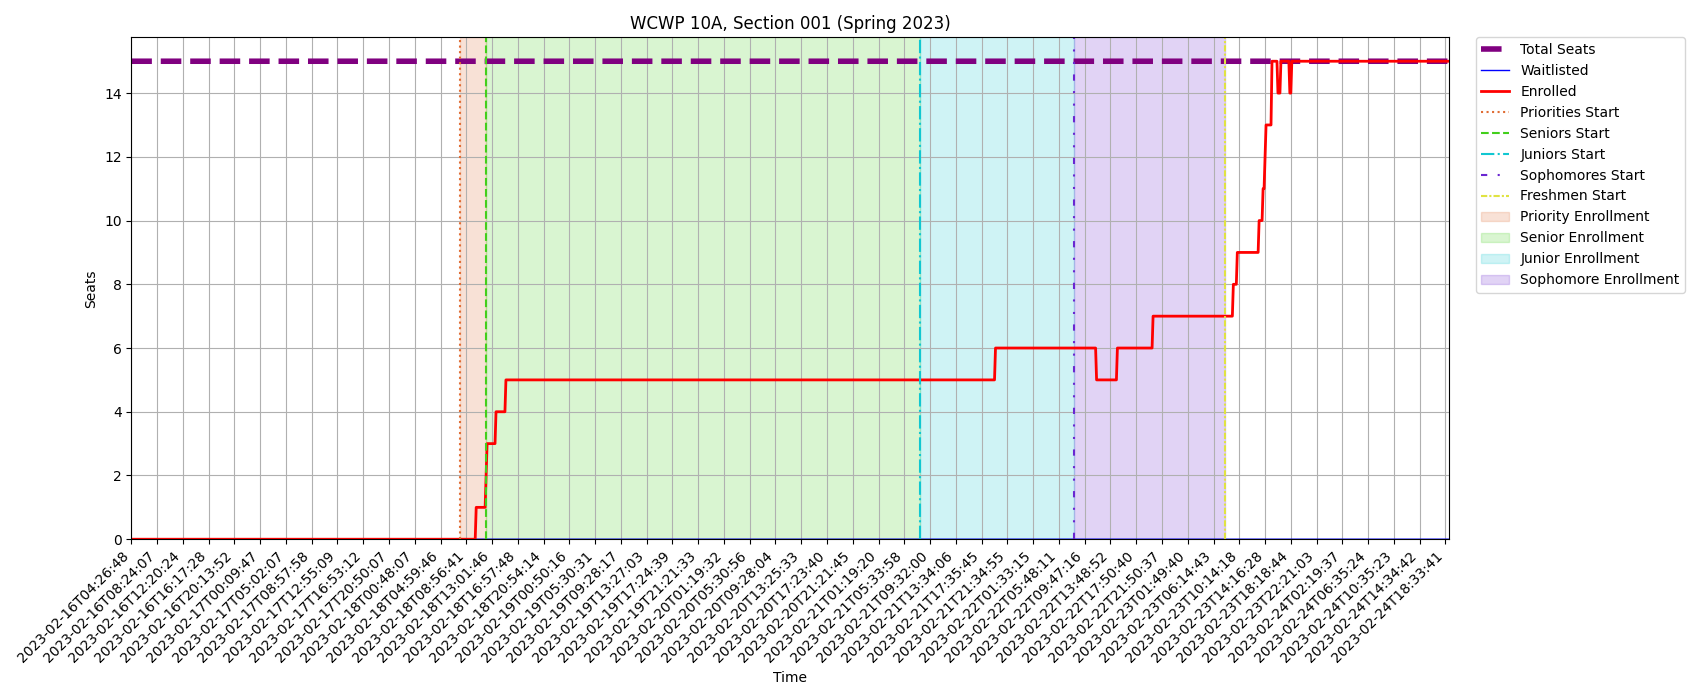 WCWP 10A, Section 001 (Spring 2023)
Seats
14
12
10
8
6
4
2
0
2023-02-16T04:26:48
2023-02-16T08:24:07
2023-02-16T12:20:24
2023-02-16T16:17:28
2023-02-16T20:13:52
2023-02-17T00:09:47
2023-02-17T05:02:07
2023-02-17T08:57:58
2023-02-17T12:55:09
2023-02-17T16:53:12
2023-02-17T20:50:07
2023-02-18T00:48:07
2023-02-18T04:59:46
2023-02-18T08:56:41
2023-02-18T13:01:46
2023-02-18T16:57:48
2023-02-18T20:54:14
2023-02-19T00:50:16
2023-02-19T05:30:31
2023-02-19T09:28:17
2023-02-19T13:27:03
2023-02-19T17:24:39
2023-02-19T21:21:33
2023-02-20T01:19:32
2023-02-20T05:30:56
2023-02-20T09:28:04
2023-02-20T13:25:33
2023-02-20T17:23:40
2023-02-20T21:21:45
2023-02-21T01:19:20
2023-02-21T05:33:58
2023-02-21T09:32:00
2023-02-21T13:34:06
2023-02-21T17:35:45
2023-02-21T21:34:55
2023-02-22T01:33:15
2023-02-22T05:48:11
2023-02-22T09:47:16
2023-02-22T13:48:52
2023-02-22T17:50:40
2023-02-22T21:50:37
2023-02-23T01:49:40
2023-02-23T06:14:43
2023-02-23T10:14:18
2023-02-23T14:16:28
2023-02-23T18:18:44
2023-02-23T22:21:03
2023-02-24T02:19:37
2023-02-24T06:35:24
2023-02-24T10:35:23
2023-02-24T14:34:42
2023-02-24T18:33:41
Time
Total Seats
Waitlisted
Enrolled
Priorities Start
Seniors Start
Juniors Start
Sophomores Start
Freshmen Start
Priority Enrollment
Senior Enrollment
Junior Enrollment
Sophomore Enrollment